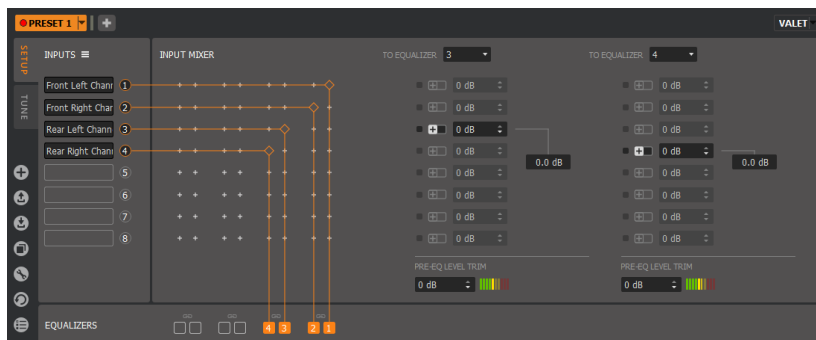 PRESET 1
VALET
SETUP
TUNE
INPUTS
INPUT MIXER
TO EQUALIZER 3
TO EQUALIZER 4
Front Left Chann 1
0 dB
0 dB
Front Right Char 2
0 dB
0 dB
Rear Left Chann 3
0 dB
0 dB
Rear Right Chan 4
0 dB
0 dB
0.0 dB
0.0 dB
5
0 dB
0 dB
6
0 dB
0 dB
7
0 dB
0 dB
8
0 dB
0 dB
PRE-EQ LEVEL TRIM
PRE-EQ LEVEL TRIM
0 dB
0 dB
EQUALIZERS
4 3 2 1